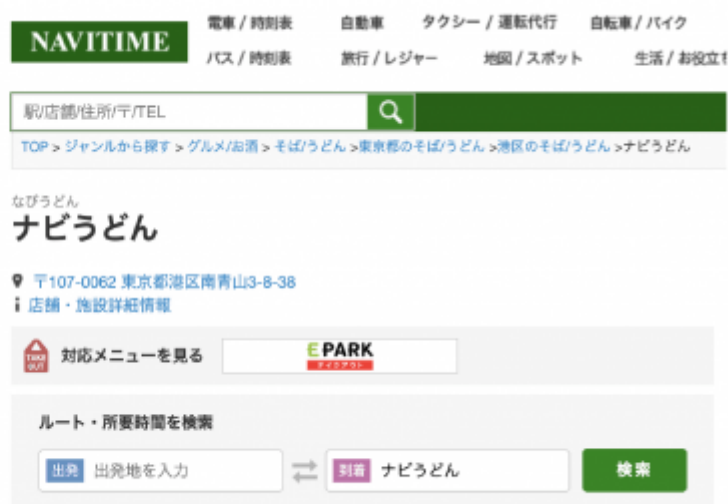 NAVITIME
電車 / 時刻表 自動車 タクシー / 運転代行 自転車 / バイク
バス / 時刻表 旅行 / レジャー 地図 / スポット 生活 / お役立
駅/店舗/住所/〒/TEL
TOP > ジャンルから探す > グルメ/お酒 > そば/うどん >東京都のそば/うどん >港区のそば/うどん >ナビうどん
なびうどん
ナビうどん
〒107-0062 東京都港区南青山3-8-38
店舗・施設詳細情報
TAKE OUT 対応メニューを見る EPARK
テイクアウト
ルート・所要時間を検索
出発 出発地を入力 到着 ナビうどん 検索